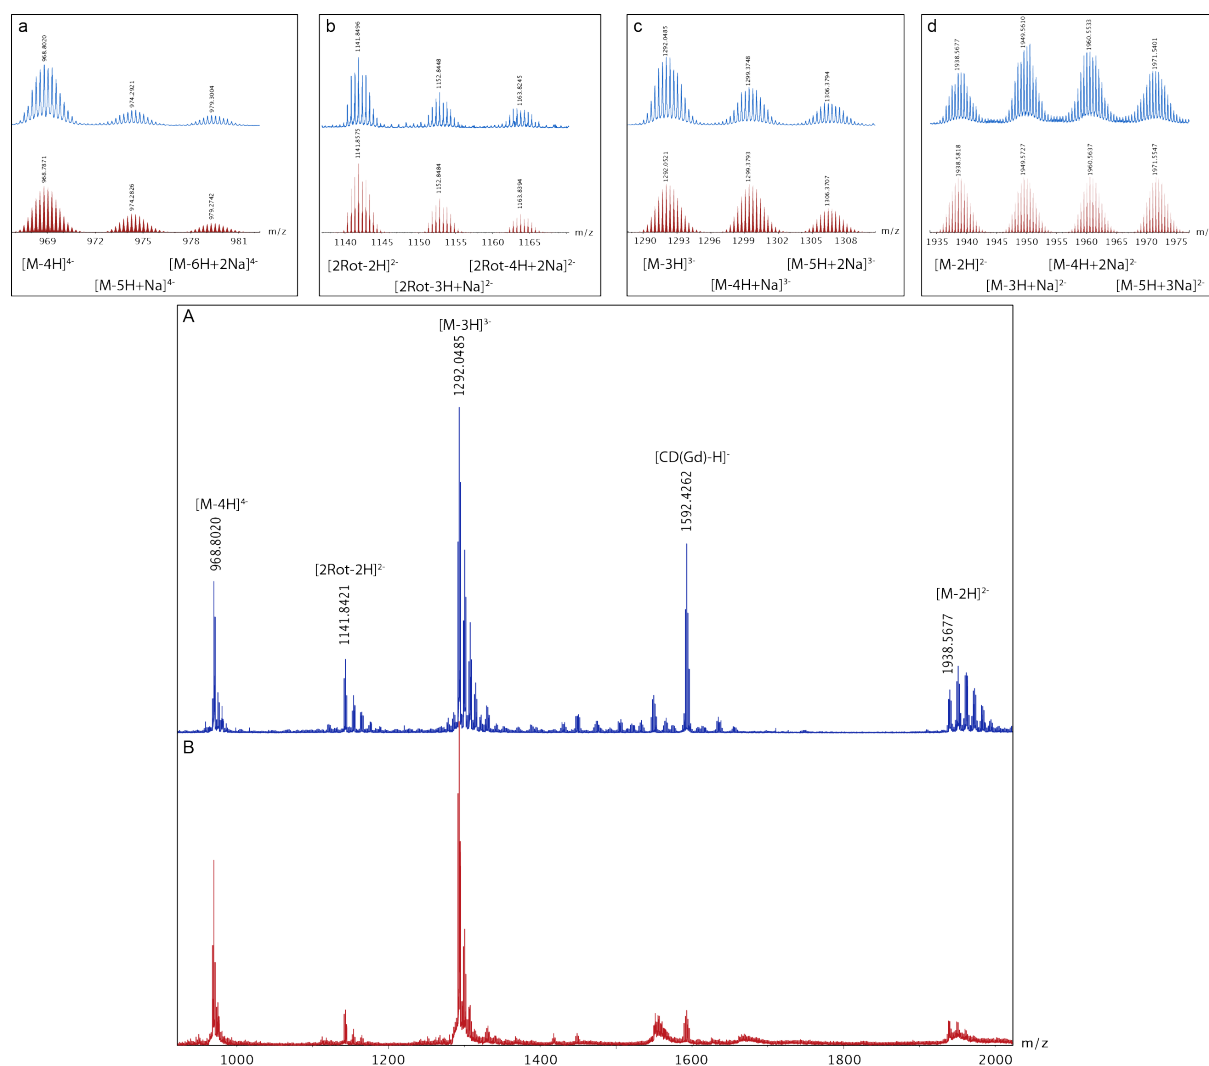 a
968.8020
974.2921
979.3004
968.7871
974.2826
979.2742
m/z
969 972 975 978 981
[M-4H]4- [M-6H+2Na]4-
[M-5H+Na]4-
b
1141.8496
1152.8448
1163.8245
1141.8575
1152.8484
1163.8394
m/z
1140 1145 1150 1155 1160 1165
[2Rot-2H]2- [2Rot-4H+2Na]2-
[2Rot-3H+Na]2-
c
1292.0485
1299.3748
1306.3794
1292.0521
1299.3793
1306.3707
m/z
1290 1293 1296 1299 1302 1305 1308
[M-3H]3- [M-5H+2Na]3-
[M-4H+Na]3-
d
1938.5677
1949.5610
1960.5533
1971.5401
1938.5818
1949.5727
1960.5637
1971.5547
m/z
1935 1940 1945 1950 1955 1960 1965 1970 1975
[M-2H]2- [M-4H+2Na]2-
[M-3H+Na]2- [M-5H+3Na]2-
A
[M-3H]3-
1292.0485
[CD(Gd)-H]-
1592.4262
[M-4H]4-
968.8020
[2Rot-2H]2-
1141.8421
[M-2H]2-
1938.5677
B
1000 1200 1400 1600 1800 2000
m/z